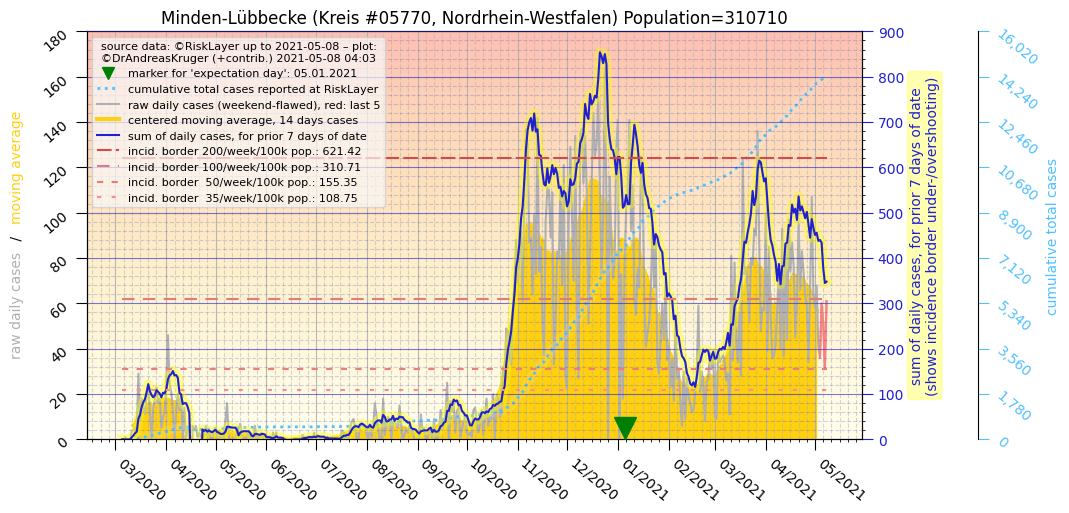 Minden-Lübbecke (Kreis #05770, Nordrhein-Westfalen) Population=310710
source data: ©RiskLayer up to 2021-05-08 – plot:
©DrAndreasKruger (+contrib.) 2021-05-08 04:03
marker for 'expectation day': 05.01.2021
cumulative total cases reported at RiskLayer
raw daily cases (weekend-flawed), red: last 5
centered moving average, 14 days cases
sum of daily cases, for prior 7 days of date
incid. border 200/week/100k pop.: 621.42
incid. border 100/week/100k pop.: 310.71
incid. border  50/week/100k pop.: 155.35
incid. border  35/week/100k pop.: 108.75
raw daily cases / moving average
180
160
140
120
100
80
60
40
20
0
03/2020
04/2020
05/2020
06/2020
07/2020
08/2020
09/2020
10/2020
11/2020
12/2020
01/2021
02/2021
03/2021
04/2021
05/2021
900
800
700
600
500
400
300
200
100
0
sum of daily cases, for prior 7 days of date
(shows incidence border under-/overshooting)
16,020
14,240
12,460
10,680
8,900
7,120
5,340
3,560
1,780
0
cumulative total cases